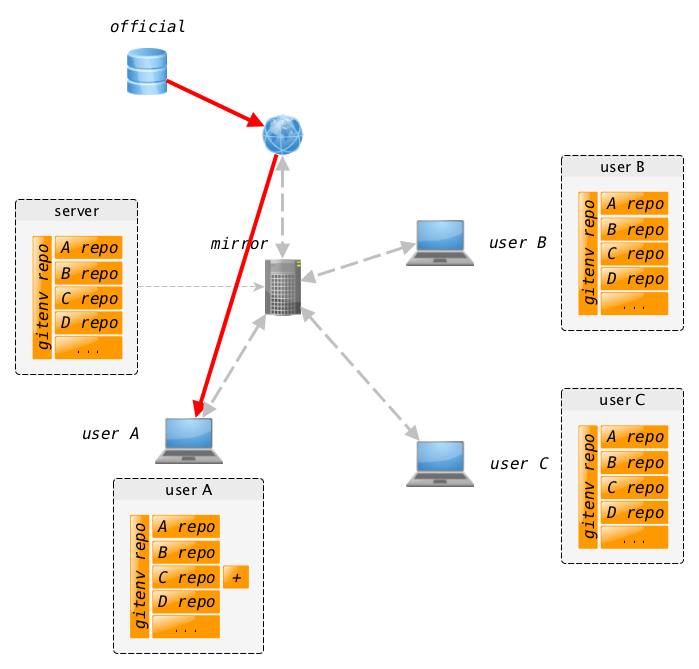 official
mirror
server
gitenv repo
A repo
B repo
C repo
D repo
...
user B
user B
gitenv repo
A repo
B repo
C repo
D repo
...
user A
user A
gitenv repo
A repo
B repo
C repo +
D repo
...
user C
user C
gitenv repo
A repo
B repo
C repo
D repo
...